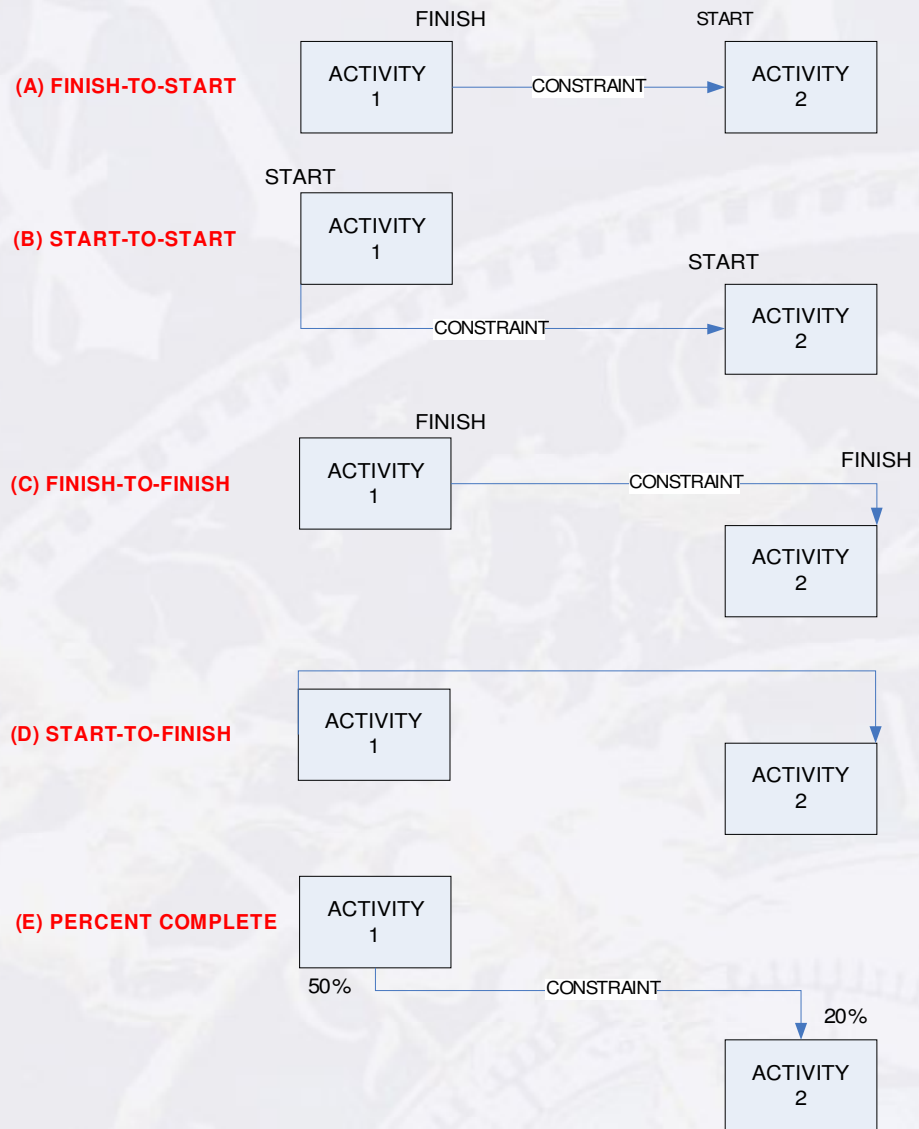 FINISH
START
(A) FINISH-TO-START
ACTIVITY
1
CONSTRAINT
ACTIVITY
2
START
(B) START-TO-START
ACTIVITY
1
START
CONSTRAINT
ACTIVITY
2
FINISH
(C) FINISH-TO-FINISH
ACTIVITY
1
CONSTRAINT
FINISH
ACTIVITY
2
(D) START-TO-FINISH
ACTIVITY
1
ACTIVITY
2
(E) PERCENT COMPLETE
ACTIVITY
1
50%
CONSTRAINT
20%
ACTIVITY
2